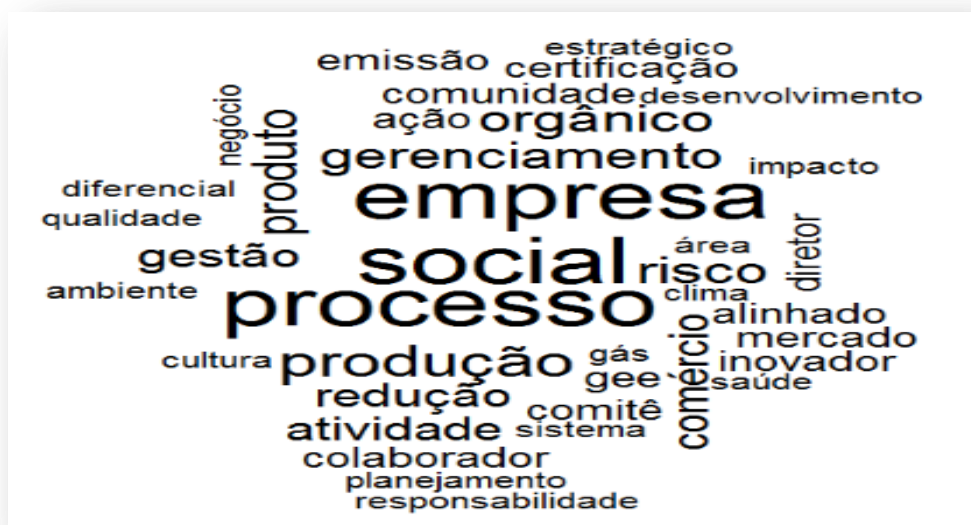 estratégico
emissão certificação
comunidade desenvolvimento
negócio
produto
ação orgânico
gerenciamento impacto
diferencial
empresa
qualidade
diretor
gestão social área
risco
ambiente processo clima
alinhado
comércio
mercado
cultura produção gás inovador
gee saúde
redução comitê
atividade sistema
colaborador
planejamento
responsabilidade